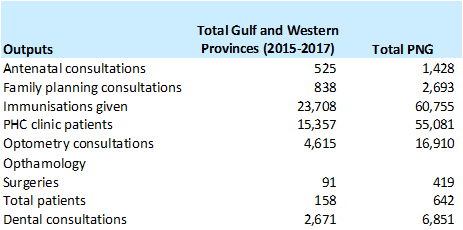 Total Gulf and Western
Outputs Provinces (2015-2017) Total PNG
Antenatal consultations 525 1,428
Family planning consultations 838 2,693
Immunisations given 23,708 60,755
PHC clinic patients 15,357 55,081
Optometry consultations 4,615 16,910
Opthamology
Surgeries 91 419
Total patients 158 642
Dental consultations 2,671 6,851